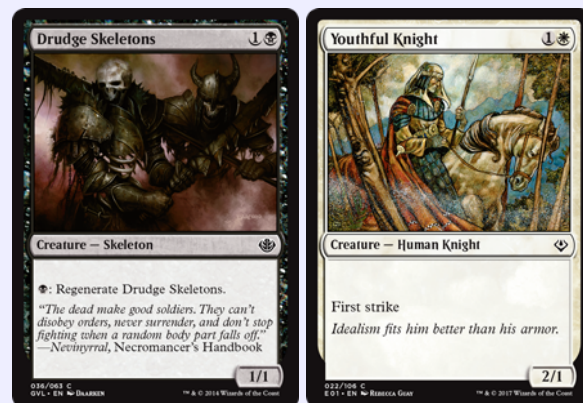 Drudge Skeletons 1
Creature — Skeleton
: Regenerate Drudge Skeletons.
“The dead make good soldiers. They can’t
disobey orders, never surrender, and don’t stop
fighting when a random body part falls off.”
—Nevinyrral, Necromancer’s Handbook
1/1
036/063 C
GVL • EN Daarken
™ & © 2014 Wizards of the Coast
Youthful Knight 1
Creature — Human Knight
First strike
Idealism fits him better than his armor.
2/1
022/106 C
E01 • EN Rebecca Guay
™ & © 2017 Wizards of the Coast